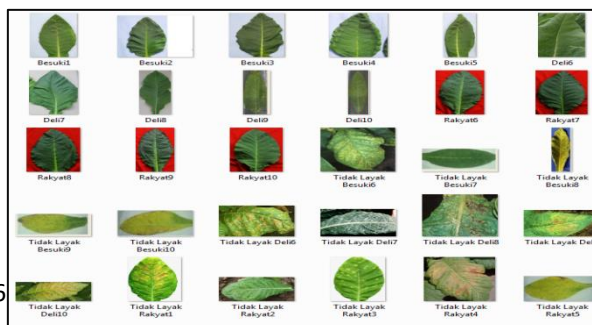 Besuki1 Besuki2 Besuki3 Besuki4 Besuki5 Deli6
Deli7 Deli8 Deli9 Deli10 Rakyat6 Rakyat7
Rakyat8 Rakyat9 Rakyat10 Tidak Layak Besuki6 Tidak Layak Besuki7 Tidak Layak Besuki8
Tidak Layak Besuki9 Tidak Layak Besuki10 Tidak Layak Deli6 Tidak Layak Deli7 Tidak Layak Deli8 Tidak Layak
6
Tidak Layak Deli10 Tidak Layak Rakyat1 Tidak Layak Rakyat2 Tidak Layak Rakyat3 Tidak Layak Rakyat4 Tidak Layak Rakyat5